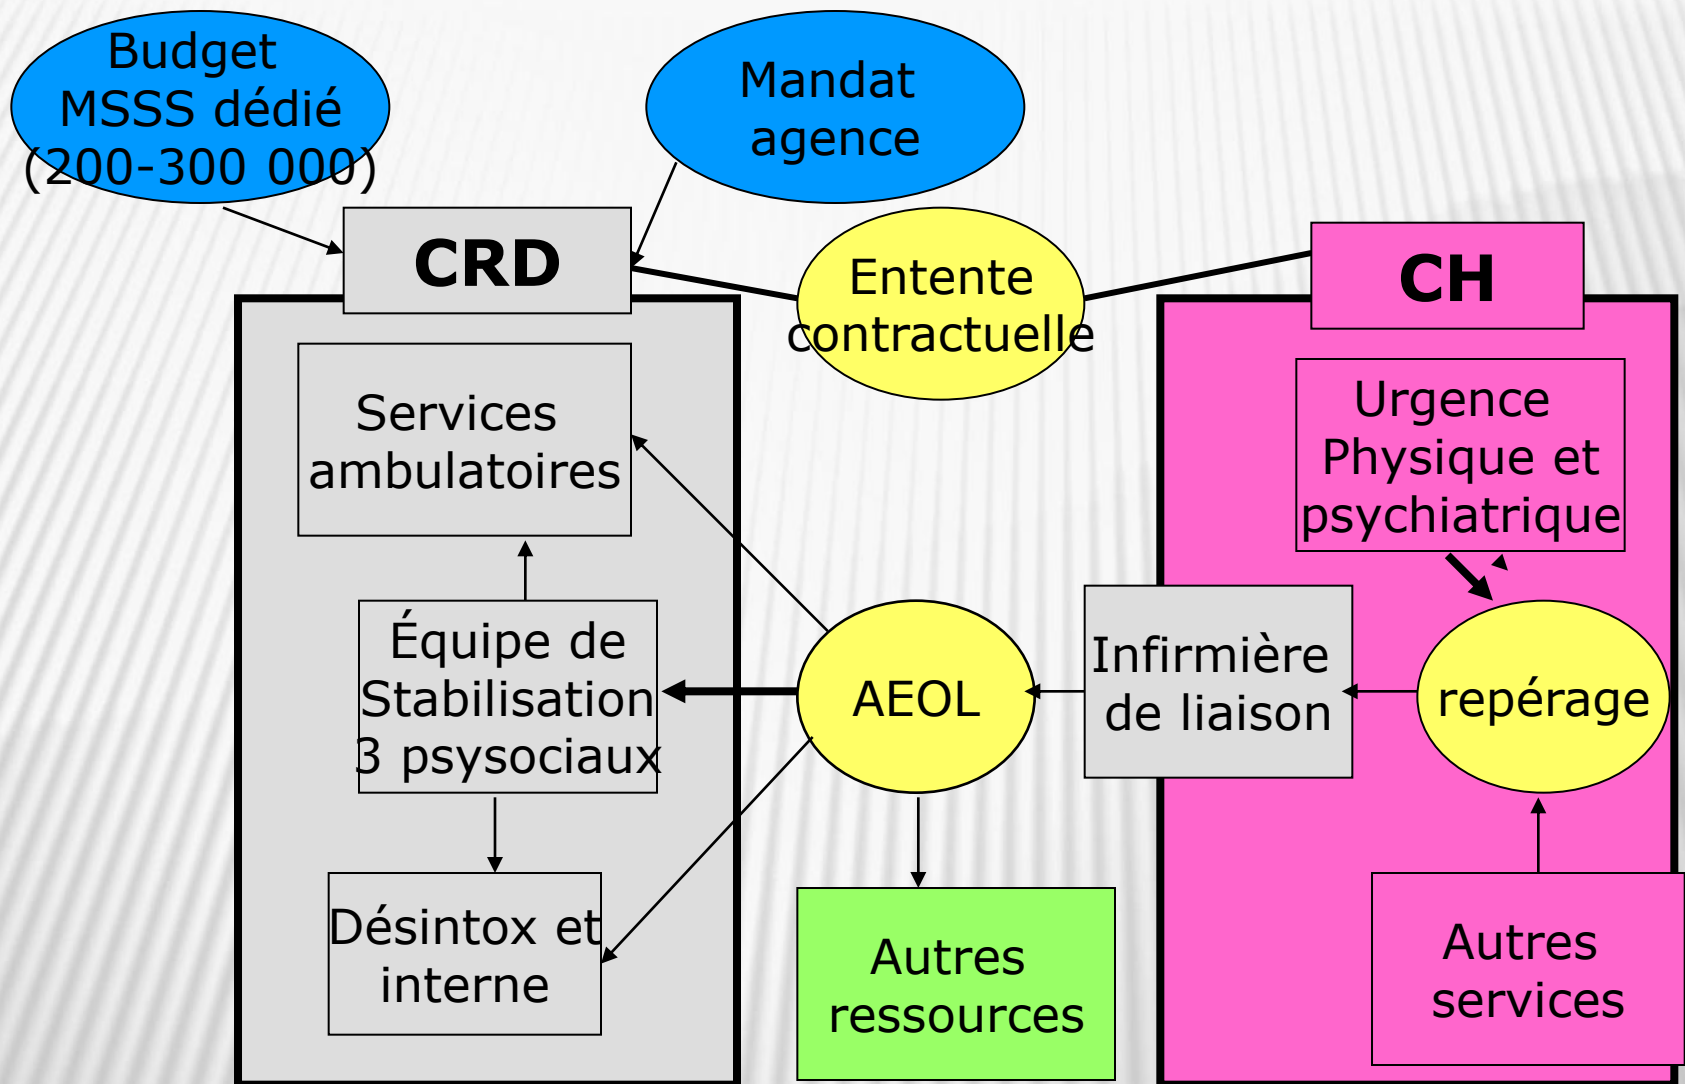 Budget
MSSS dédié
(200-300 000)
Mandat
agence
CRD
Entente
contractuelle
CH
Services
ambulatoires
Urgence
Physique et
psychiatrique
Équipe de
Stabilisation
3 psysociaux
AEOL
Infirmière
de liaison
repérage
Désintox et
interne
Autres
ressources
Autres
services